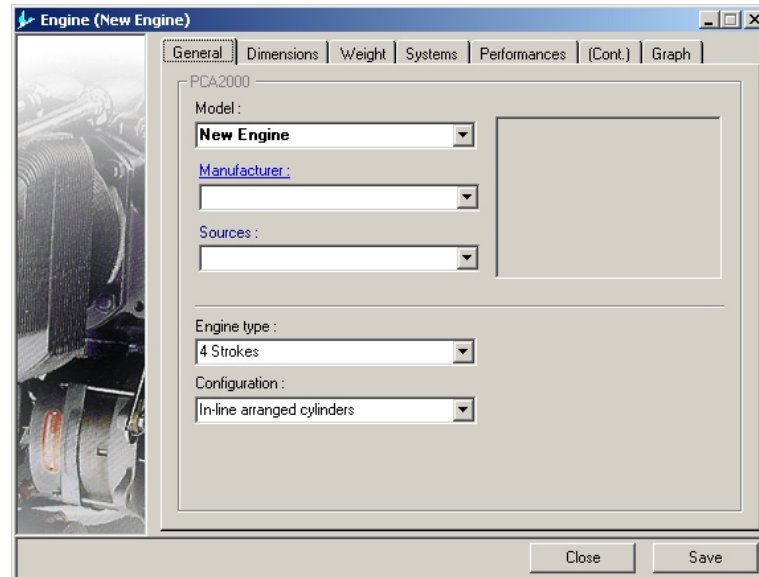 Engine (New Engine)
General Dimensions Weight Systems Performances (Cont.) Graph
PCA2000
Model :
New Engine
Manufacturer :
Sources :
Engine type :
4 Strokes
Configuration :
In-line arranged cylinders
Close Save